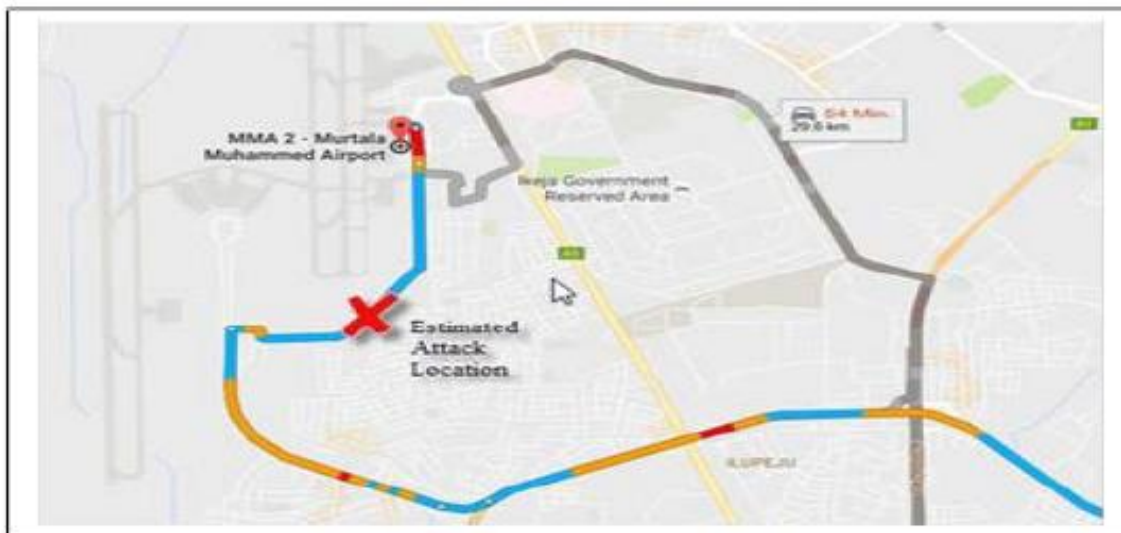 54 Min.
29.6 km
MMA 2 - Murtala
Muhammed Airport
Ikeja Government
Reserved Area
Estimated
Attack
Location
ILUPEJU